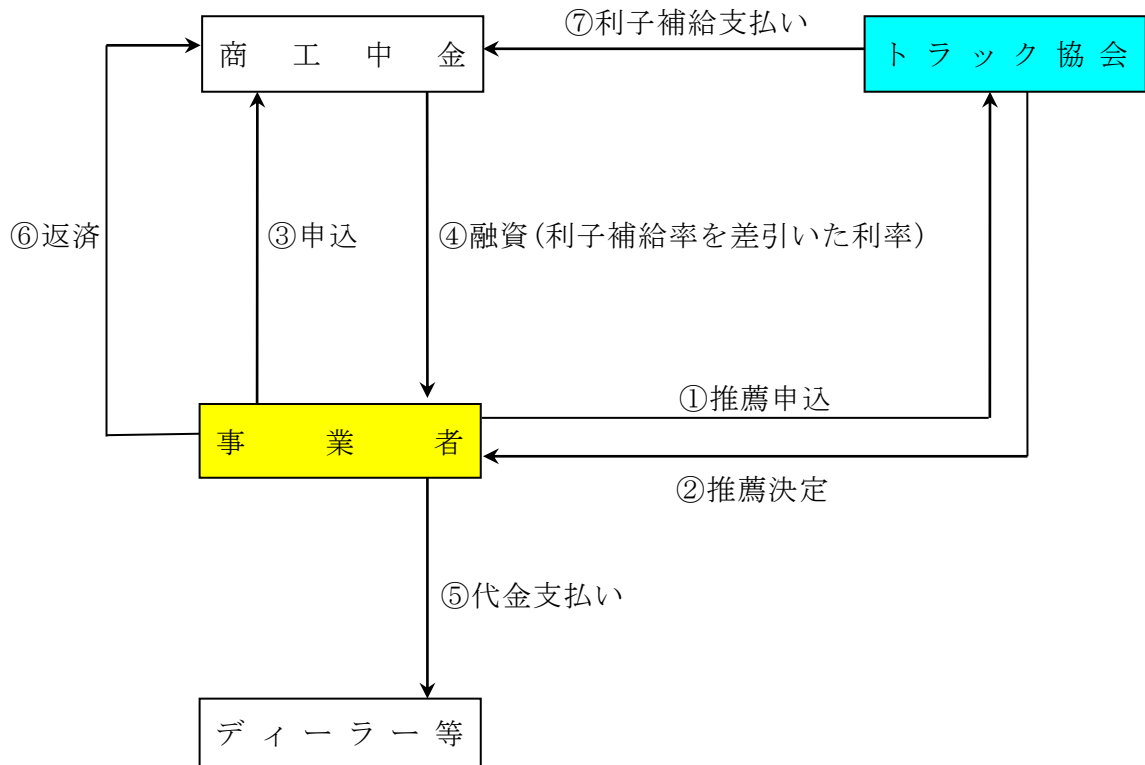 ⑦利子補給支払い
商工中金
トラック協会
⑥返済
③申込
④融資(利子補給率を差引いた利率)
①推薦申込
事業者
②推薦決定
⑤代金支払い
ディーラー等